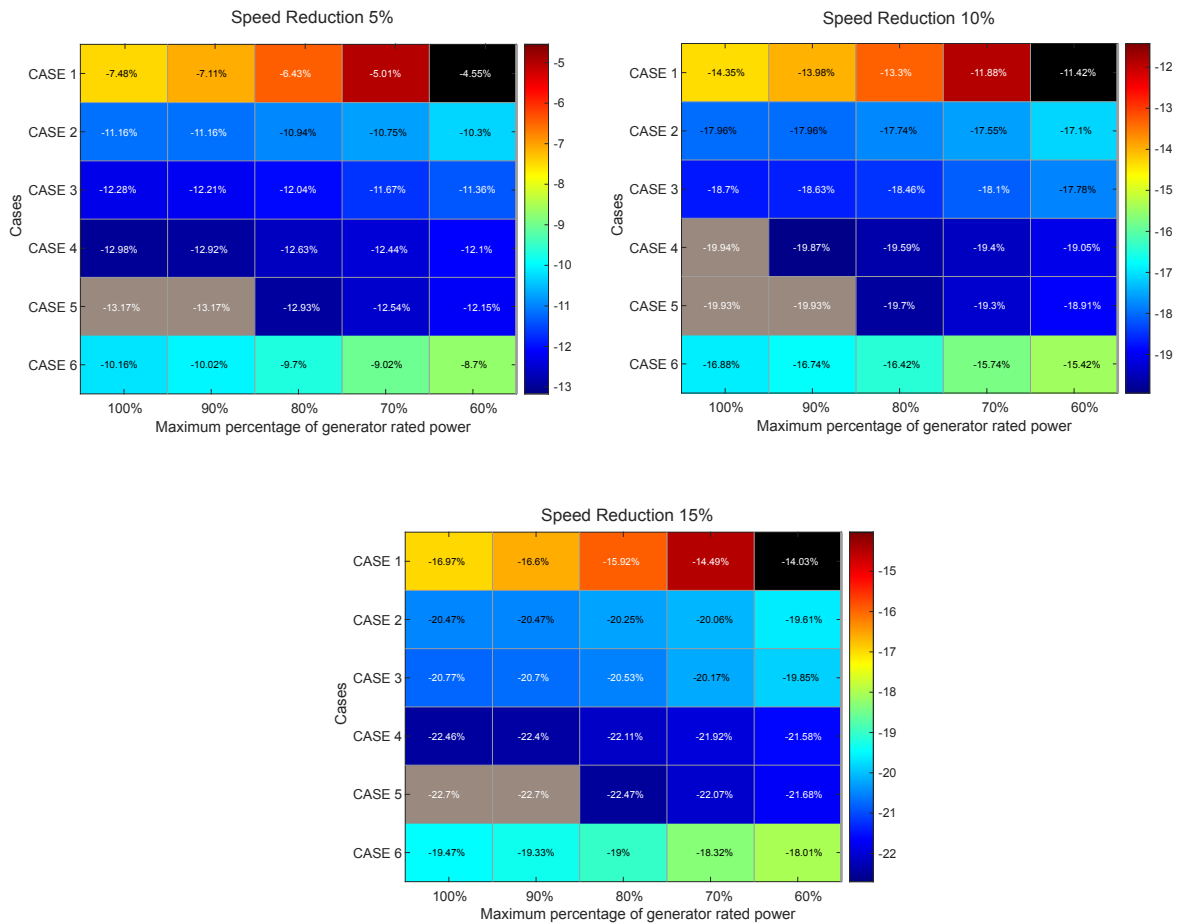 Speed Reduction 5%
CASE 1 -7.48% -7.11% -6.43% -5.01% -4.55%
CASE 2 -11.16% -11.16% -10.94% -10.75% -10.3%
CASE 3 -12.28% -12.21% -12.04% -11.67% -11.36%
CASE 4 -12.98% -12.92% -12.63% -12.44% -12.1%
CASE 5 -13.17% -13.17% -12.93% -12.54% -12.15%
CASE 6 -10.16% -10.02% -9.7% -9.02% -8.7%
100% 90% 80% 70% 60%
Maximum percentage of generator rated power
Cases
-5
-6
-7
-8
-9
-10
-11
-12
-13
Speed Reduction 10%
CASE 1 -14.35% -13.98% -13.3% -11.88% -11.42%
CASE 2 -17.96% -17.96% -17.74% -17.55% -17.1%
CASE 3 -18.7% -18.63% -18.46% -18.1% -17.78%
CASE 4 -19.94% -19.87% -19.59% -19.4% -19.05%
CASE 5 -19.93% -19.93% -19.7% -19.3% -18.91%
CASE 6 -16.88% -16.74% -16.42% -15.74% -15.42%
100% 90% 80% 70% 60%
Maximum percentage of generator rated power
Cases
-12
-13
-14
-15
-16
-17
-18
-19
Speed Reduction 15%
CASE 1 -16.97% -16.6% -15.92% -14.49% -14.03%
CASE 2 -20.47% -20.47% -20.25% -20.06% -19.61%
CASE 3 -20.77% -20.7% -20.53% -20.17% -19.85%
CASE 4 -22.46% -22.4% -22.11% -21.92% -21.58%
CASE 5 -22.7% -22.7% -22.47% -22.07% -21.68%
CASE 6 -19.47% -19.33% -19% -18.32% -18.01%
100% 90% 80% 70% 60%
Maximum percentage of generator rated power
Cases
-15
-16
-17
-18
-19
-20
-21
-22